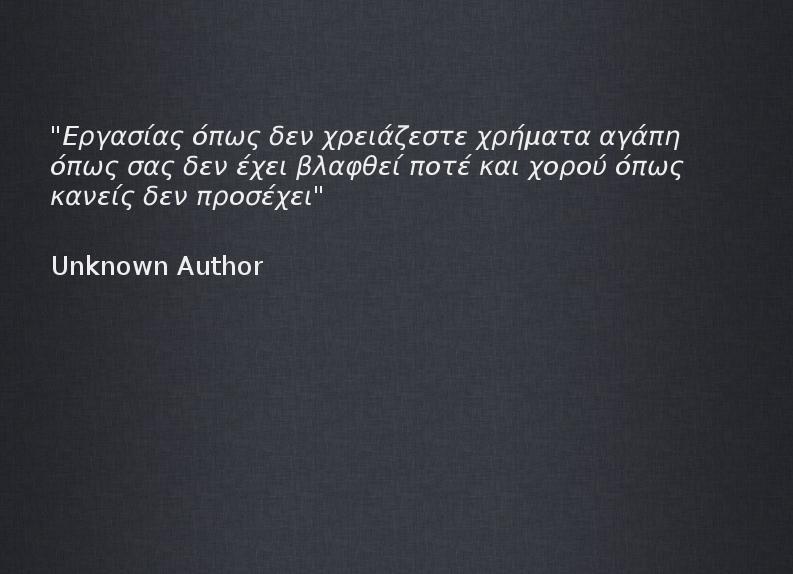 "Εργασίας όπως δεν χρειάζεστε χρήματα αγάπη
όπως σας δεν έχει βλαφθεί ποτέ και χορού όπως
κανείς δεν προσέχει"
Unknown Author